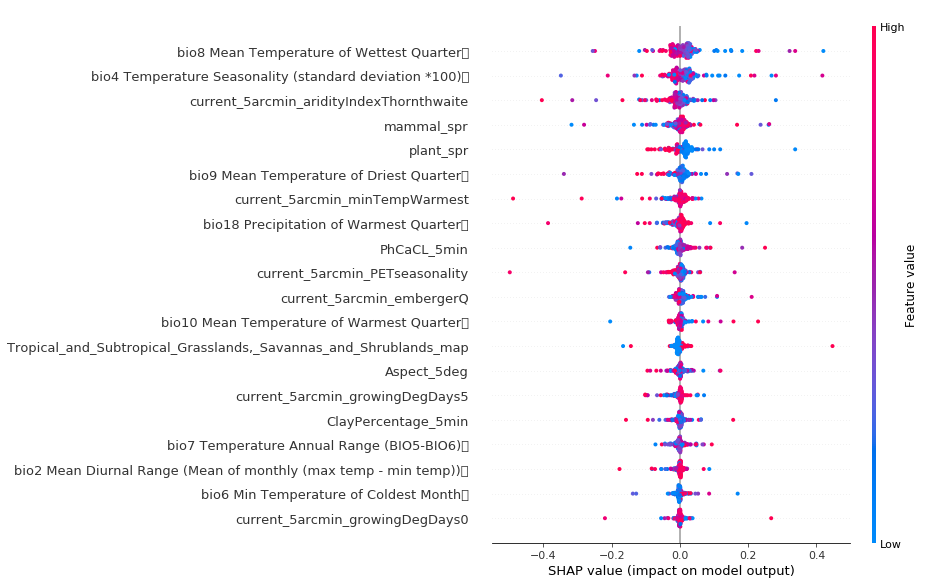 High
bio8 Mean Temperature of Wettest Quarter
bio4 Temperature Seasonality (standard deviation *100)
current_5arcmin_aridityIndexThornthwaite
mammal_spr
plant_spr
bio9 Mean Temperature of Driest Quarter
current_5arcmin_minTempWarmest
bio18 Precipitation of Warmest Quarter
PhCaCL_5min
current_5arcmin_PETseasonality
current_5arcmin_embergerQ
bio10 Mean Temperature of Warmest Quarter
Tropical_and_Subtropical_Grasslands,_Savannas_and_Shrublands_map
Aspect_5deg
current_5arcmin_growingDegDays5
ClayPercentage_5min
bio7 Temperature Annual Range (BIO5-BIO6)
bio2 Mean Diurnal Range (Mean of monthly (max temp - min temp))
bio6 Min Temperature of Coldest Month
current_5arcmin_growingDegDays0
Feature value
Low
−0.4 −0.2 0.0 0.2 0.4
SHAP value (impact on model output)